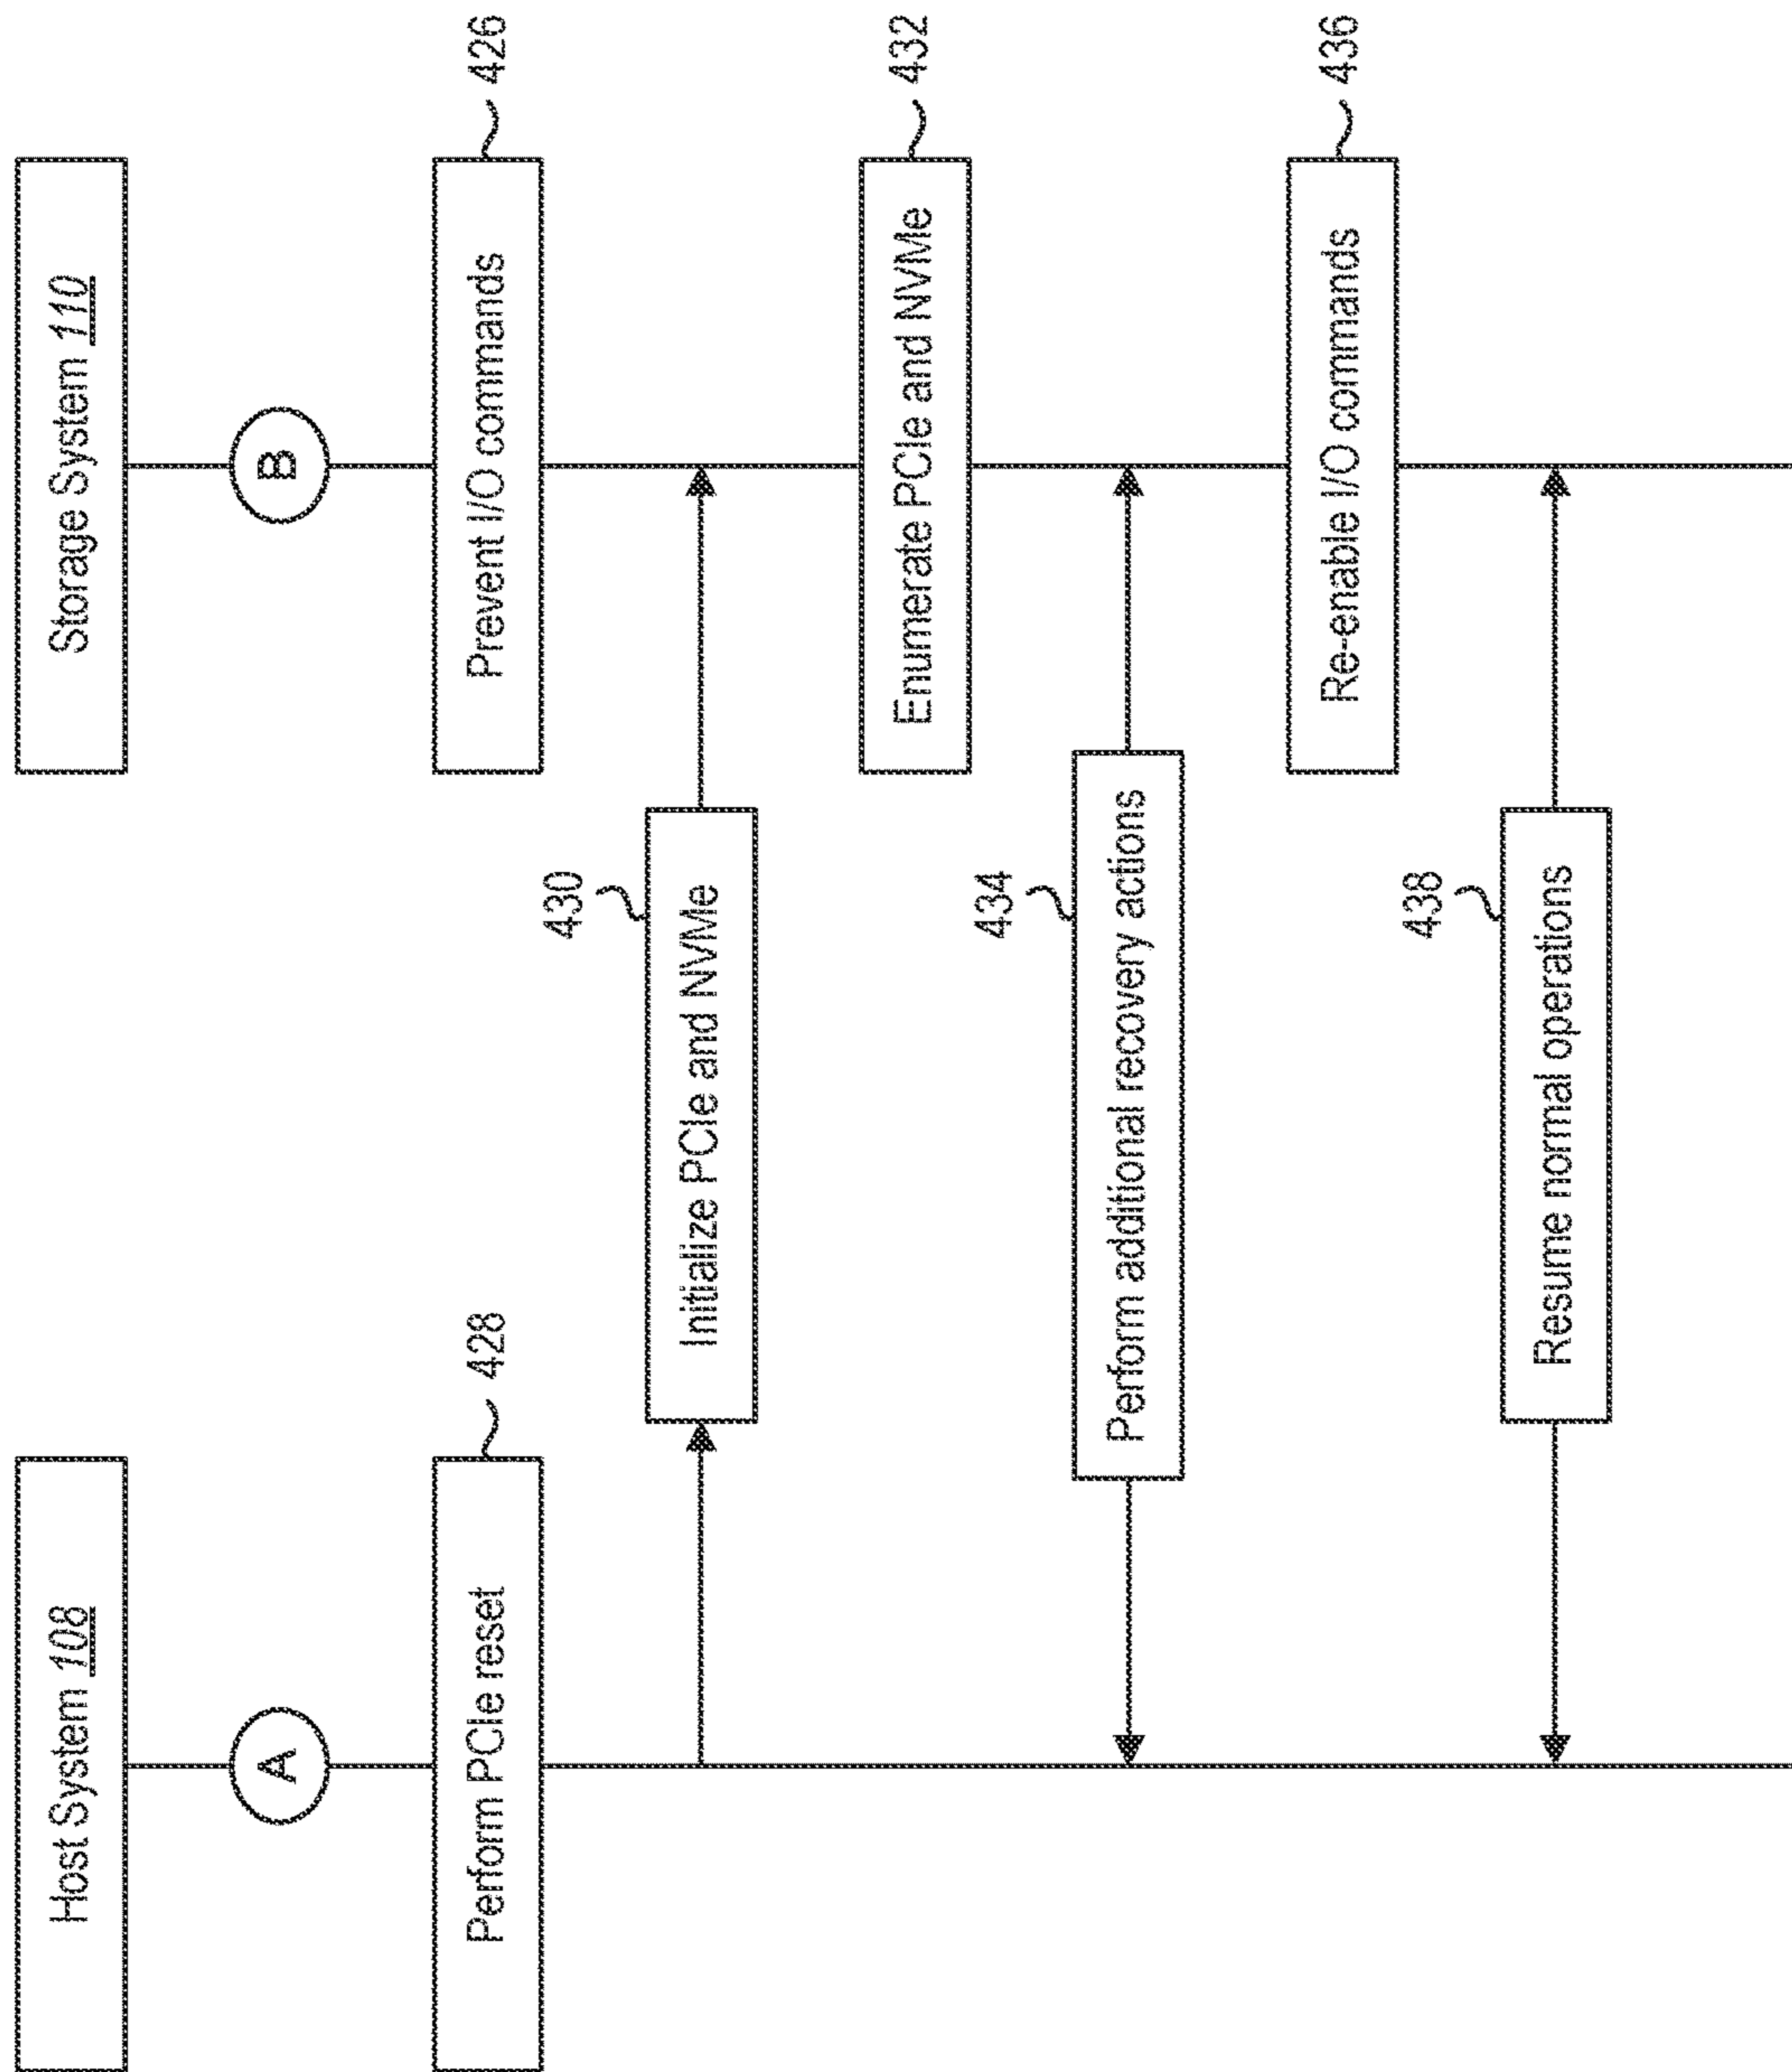 Host System 108
Storage System 110
A
B
Perform PCIe reset
428
Prevent I/O commands
426
430
Initialize PCIe and NVMe
Enumerate PCIe and NVMe
432
434
Perform additional recovery actions
Re-enable I/O commands
436
438
Resume normal operations